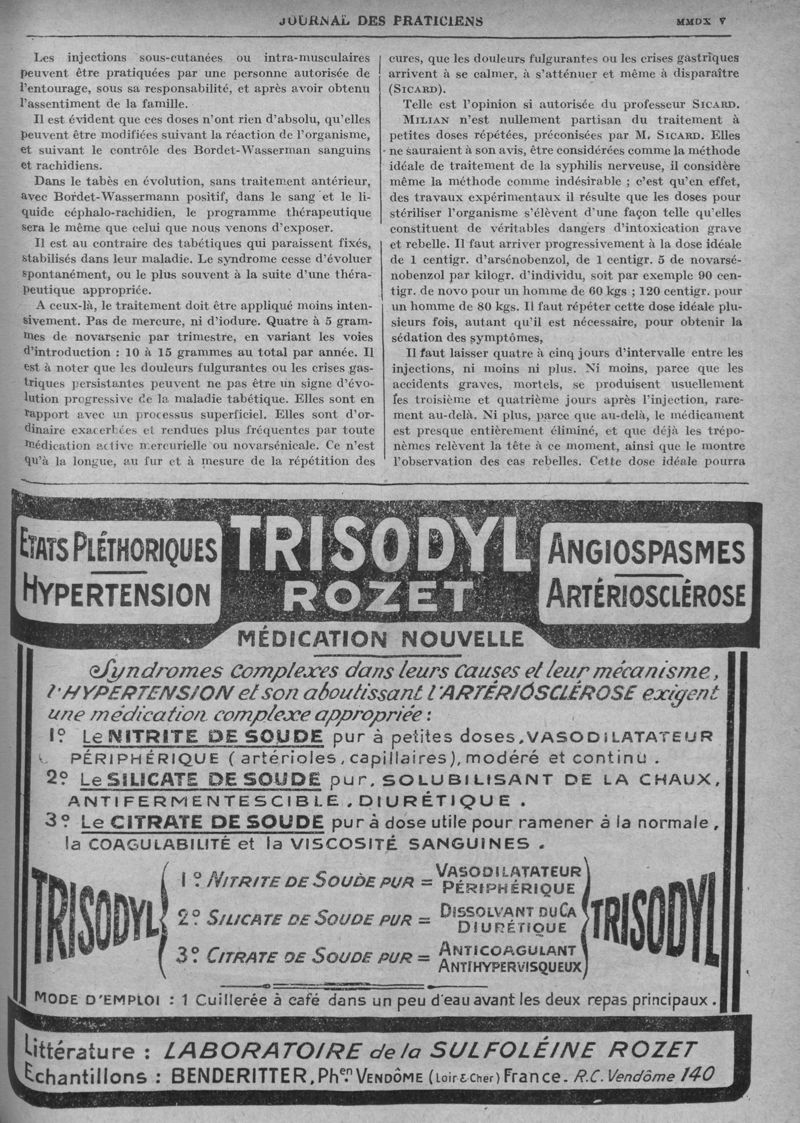 JOURNAL DES PRATICIENS
MMDX V
Les injections sous-cutanées ou intra-musculaires
peuvent être pratiquées par une personne autorisée de
l'entourage, sous sa responsabilité, et après avoir obtenu
l'assentiment de la famille.
Il est évident que ces doses n'ont rien d'absolu, qu'elles
peuvent être modifiées suivant la réaction de l'organisme,
et suivant le contrôle des Bordet-Wasserman sanguins
et rachidiens.
Dans le tabès en évolution, sans traitement antérieur,
avec Bordet-Wassermann positif, dans le sang et le li-
quide céphalo-rachidien, le programme thérapeutique
sera le même que celui que nous venons d'exposer.
Il est au contraire des tabétiques qui paraissent fixés,
stabilisés dans leur maladie. Le syndrome cesse d'évoluer
spontanément, ou le plus souvent à la suite d'une théra-
peutique appropriée.
A ceux-là, le traitement doit être appliqué moins inten-
sivement. Pas de mercure, ni d'iodure. Quatre à 5 gram-
mes de novarsenic par trimestre, en variant les voies
d'introduction : 10 à 15 grammes au total par année. Il
est à noter que les douleurs fulgurantes ou les crises gas-
triques persistantes peuvent ne pas être un signe d'évo-
lution progressive de la maladie tabétique. Elles sont en
rapport avec un processus superficiel. Elles sont d'or-
dinaire exacerbées et rendues plus fréquentes par toute
médication active mercurielle ou novarsénicale. Ce n'est
qu'à la longue, au fur et à mesure de la répétition des
cures, que les douleurs fulgurantes ou les crises gastriques
arrivent à se calmer, à s'atténuer et même à disparaître
(SICARD).
Telle est l'opinion si autorisée du professeur SICARD.
MILIAN n'est nullement partisan du traitement à
petites doses répétées, préconisées par M. SICARD. Elles
ne sauraient à son avis, être considérées comme la méthode
idéale de traitement de la syphilis nerveuse, il considère
même la méthode comme indésirable ; c'est qu'en effet,
des travaux expérimentaux il résulte que les doses pour
stériliser l'organisme s'élèvent d'une façon telle qu'elles
constituent de véritables dangers d'intoxication grave
et rebelle. Il faut arriver progressivement à la dose idéale
de 1 centigr. d'arsénobenzol, de 1 centigr. 5 de novarsé-
nobenzol par kilogr. d'individu, soit par exemple 90 cen-
tigr. de novo pour un homme de 60 kgs ; 120 centigr. pour
un homme de 80 kgs. Il faut répéter cette dose idéale plu-
sieurs fois, autant qu'il est nécessaire, pour obtenir la
sédation des symptômes,
Il faut laisser quatre à cinq jours d'intervalle entre les
injections, ni moins ni plus. Ni moins, parce que les
accidents graves, mortels, se produisent usuellement
fes troisième et quatrième jours après l'injection, rare-
ment au-delà. Ni plus, parce que au-delà, le médicament
est presque entièrement éliminé, et que déjà les trépo-
nèmes relèvent la tête à ce moment, ainsi que le montre
l'observation des cas rebelles. Cette dose idéale pourra
ETATS PLÉTHORIQUES
HYPERTENSION
TRISODYL
ROZET
ANGIOSPASMES
ARTÉRIOSCLÉROSE
MÉDICATION NOUVELLE
Syndromes complexes dans leurs causes et leur mécanisme,
l'HYPERTENSION et son aboutissant l'ARTÉRIOSCLÉROSE exigent
une médication complexe appropriée :
1º Le NITRITE DE SOUDE pur à petites doses, VASODILATATEUR
PÉRIPHÉRIQUE (artérioles, capillaires), modéré et continu.
2º Le SILICATE DE SOUDE pur, SOLUBILISANT DE LA CHAUX,
ANTIFERMENTESCIBLE, DIURÉTIQUE.
3º Le CITRATE DE SOUDE pur à dose utile pour ramener à la normale,
la COAGULABILITÉ et la VISCOSITÉ SANGUINES.
TRISODYL
1º NITRITE DE SOUDE PUR = VASODILATATEUR PÉRIPHÉRIQUE
2º SILICATE DE SOUDE PUR = DISSOLVANT DU CA DIURÉTIQUE
3º CITRATE DE SOUDE PUR = ANTICOAGULANT ANTIHYPERVISQUEUX
TRISODYL
MODE D'EMPLOI : 1 Cuillerée à café dans un peu d'eau avant les deux repas principaux.
Littérature : LABORATOIRE de la SULFOLÉINE ROZET
Echantillons : BENDERITTER, Phen. VENDÔME (Loir & Cher) France. R.C. Vendôme 140